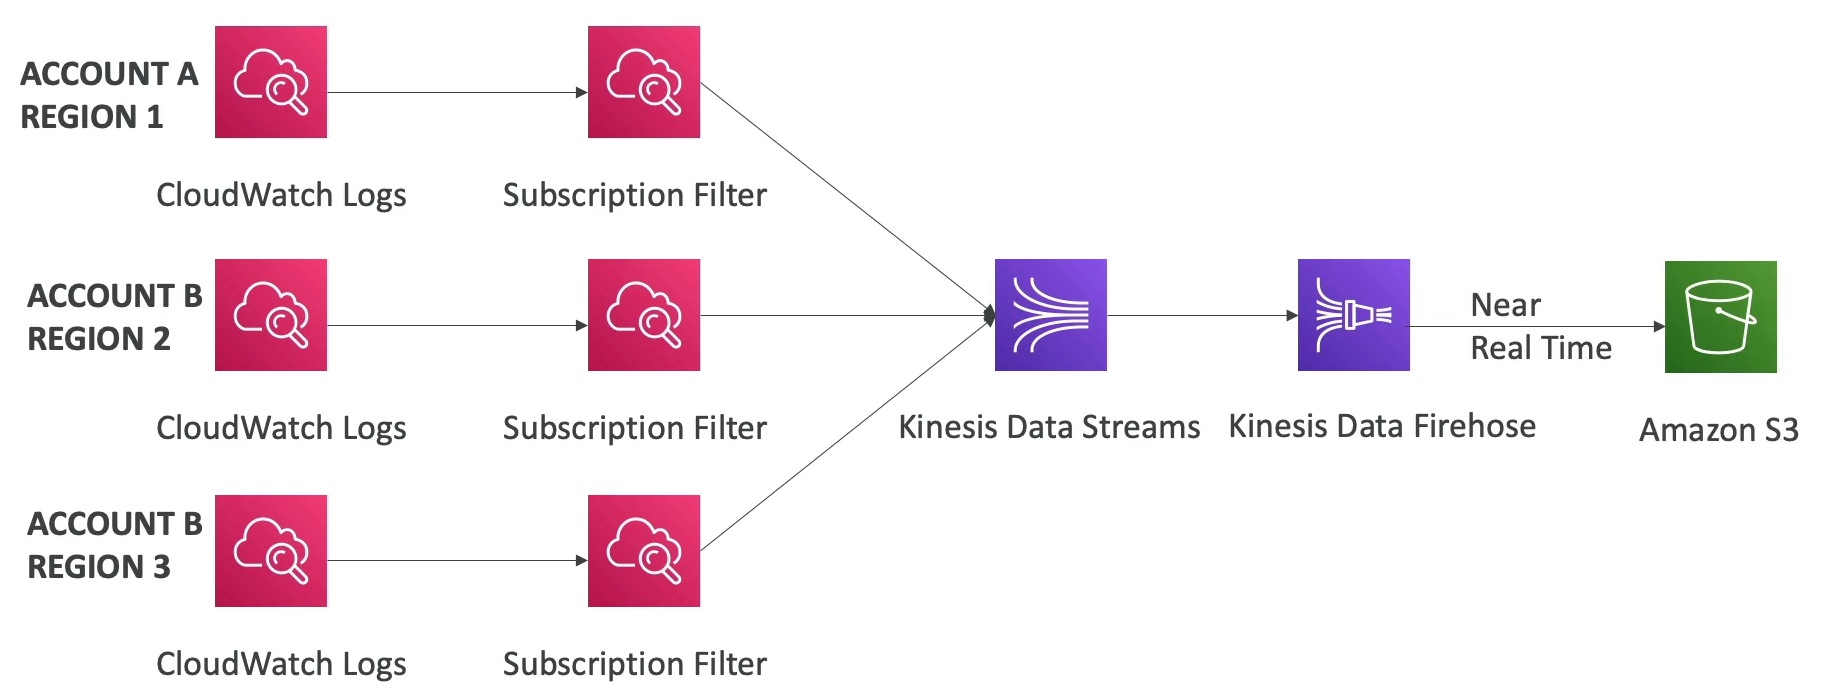 ACCOUNT A
REGION 1
CloudWatch Logs
Subscription Filter
ACCOUNT B
REGION 2
CloudWatch Logs
Subscription Filter
Kinesis Data Streams
Kinesis Data Firehose
Near
Real Time
Amazon S3
ACCOUNT B
REGION 3
CloudWatch Logs
Subscription Filter